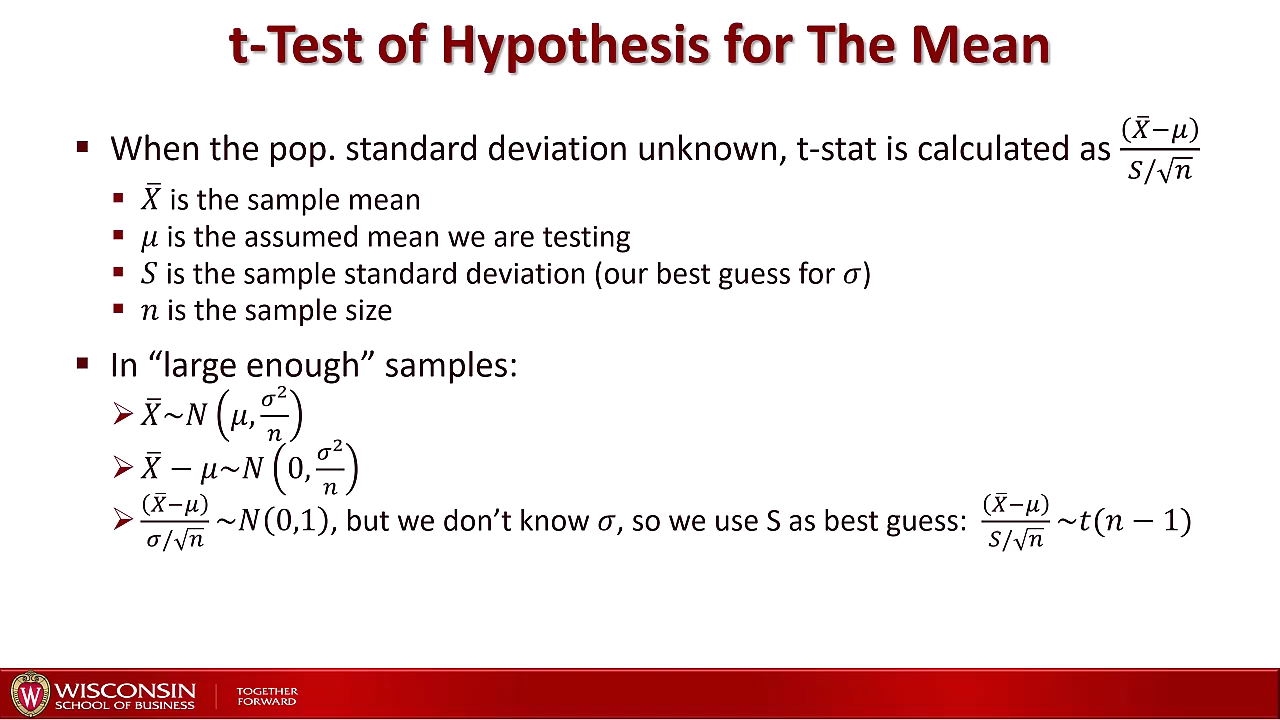 t-Test of Hypothesis for The Mean
▪ When the pop. standard deviation unknown, t-stat is calculated as (X̄−μ)/(S/√n)
▪ X̄ is the sample mean
▪ μ is the assumed mean we are testing
▪ S is the sample standard deviation (our best guess for σ)
▪ n is the sample size
▪ In “large enough” samples:
➢ X̄~N(μ, σ²/n)
➢ X̄ − μ~N(0, σ²/n)
➢ (X̄−μ)/(σ/√n) ~N(0,1), but we don’t know σ, so we use S as best guess: (X̄−μ)/(S/√n) ~t(n − 1)
WISCONSIN
SCHOOL OF BUSINESS
TOGETHER
FORWARD